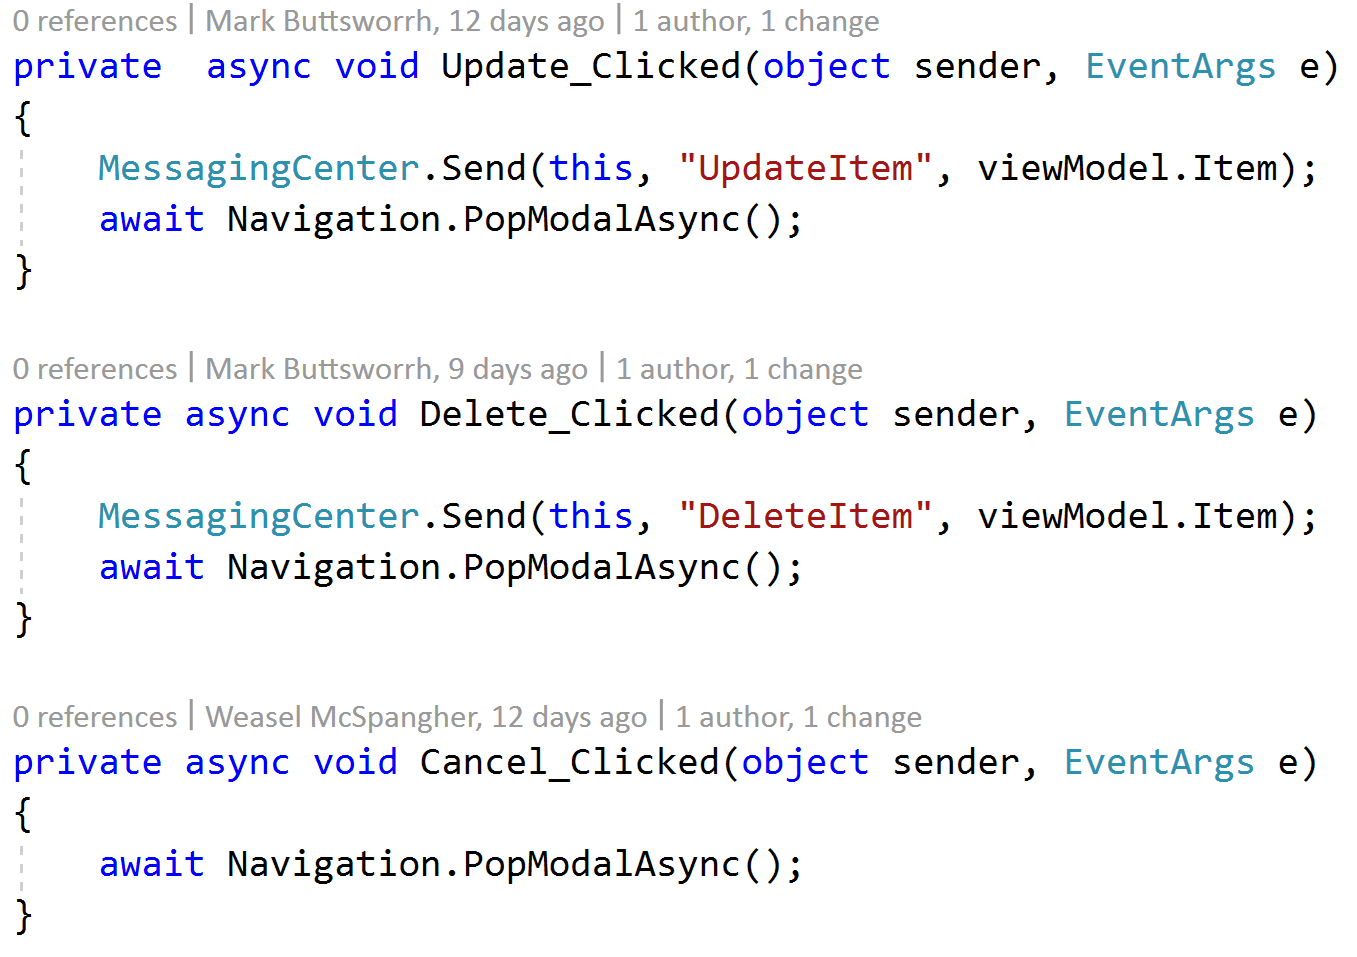 0 references | Mark Buttsworrh, 12 days ago | 1 author, 1 change
private  async void Update_Clicked(object sender, EventArgs e)
{
    MessagingCenter.Send(this, "UpdateItem", viewModel.Item);
    await Navigation.PopModalAsync();
}
0 references | Mark Buttsworrh, 9 days ago | 1 author, 1 change
private async void Delete_Clicked(object sender, EventArgs e)
{
    MessagingCenter.Send(this, "DeleteItem", viewModel.Item);
    await Navigation.PopModalAsync();
}
0 references | Weasel McSpangher, 12 days ago | 1 author, 1 change
private async void Cancel_Clicked(object sender, EventArgs e)
{
    await Navigation.PopModalAsync();
}